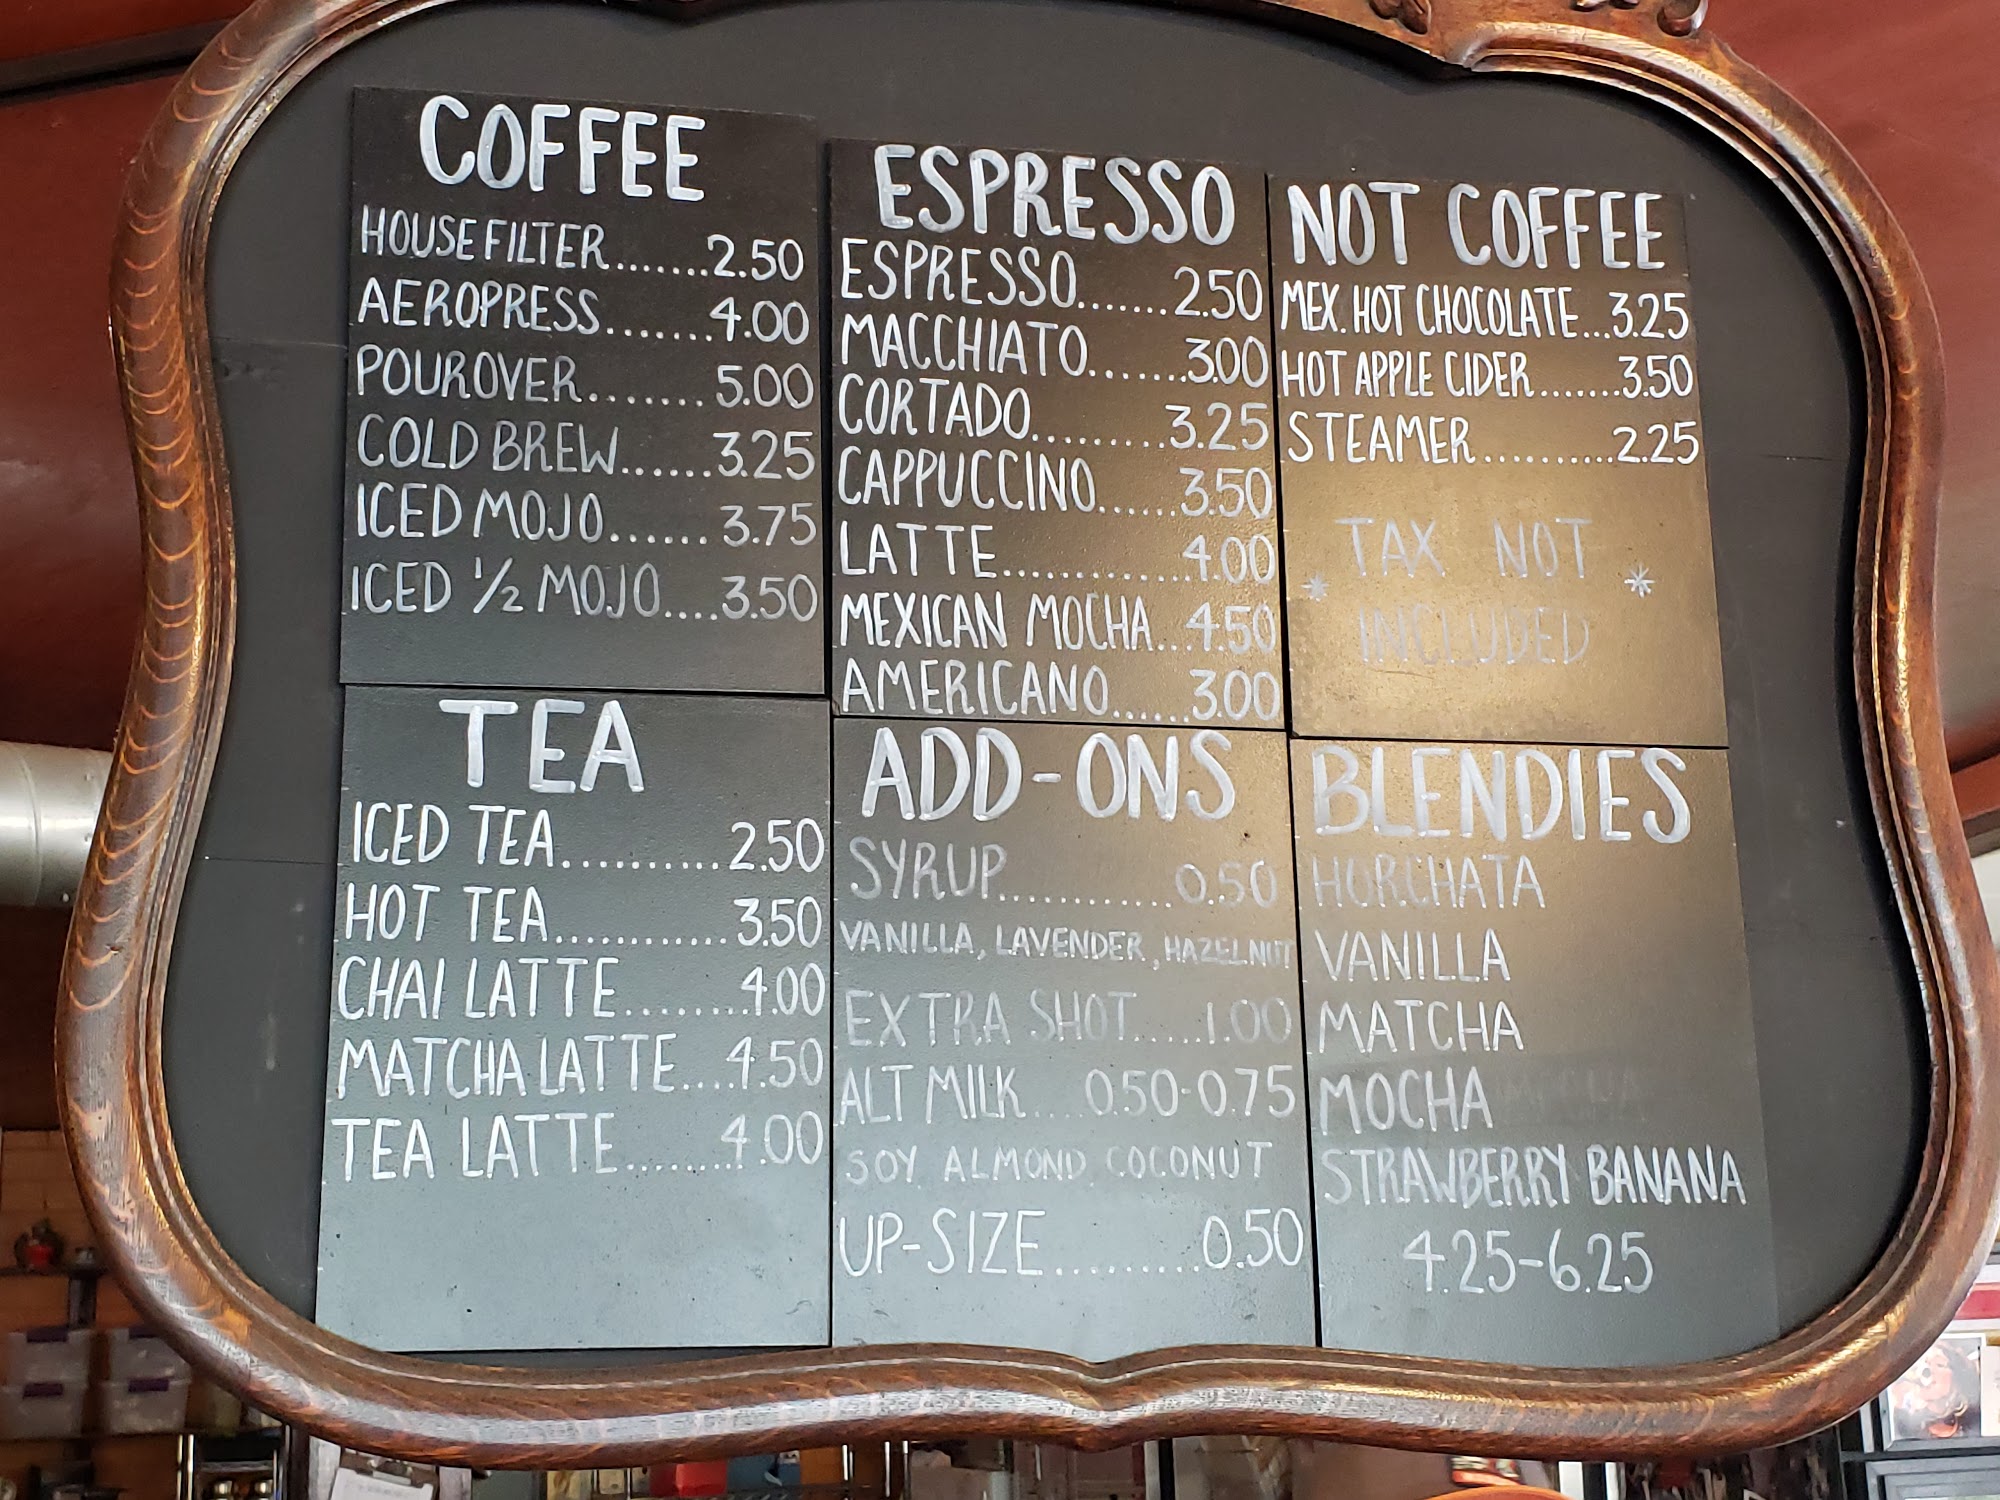 COFFEE
HOUSE FILTER.......2.50
AEROPRESS.......4.00
POUROVER.......5.00
COLD BREW......3.25
ICED MOJO......3.75
ICED 1/2 MOJO....3.50
ESPRESSO
ESPRESSO......2.50
MACCHIATO.......3.00
CORTADO.........3.25
CAPPUCCINO......3.50
LATTE............4.00
MEXICAN MOCHA...4.50
AMERICANO......3.00
NOT COFFEE
MEX. HOT CHOCOLATE...3.25
HOT APPLE CIDER.......3.50
STEAMER..........2.25
* TAX NOT *
INCLUDED
TEA
ICED TEA..........2.50
HOT TEA............3.50
CHAI LATTE........4.00
MATCHA LATTE....4.50
TEA LATTE.......4.00
ADD-ONS
SYRUP............0.50
VANILLA, LAVENDER, HAZELNUT
EXTRA SHOT.....1.00
ALT MILK....0.50-0.75
SOY, ALMOND, COCONUT
UP-SIZE..........0.50
BLENDIES
HORCHATA
VANILLA
MATCHA
MOCHA
STRAWBERRY BANANA
4.25-6.25